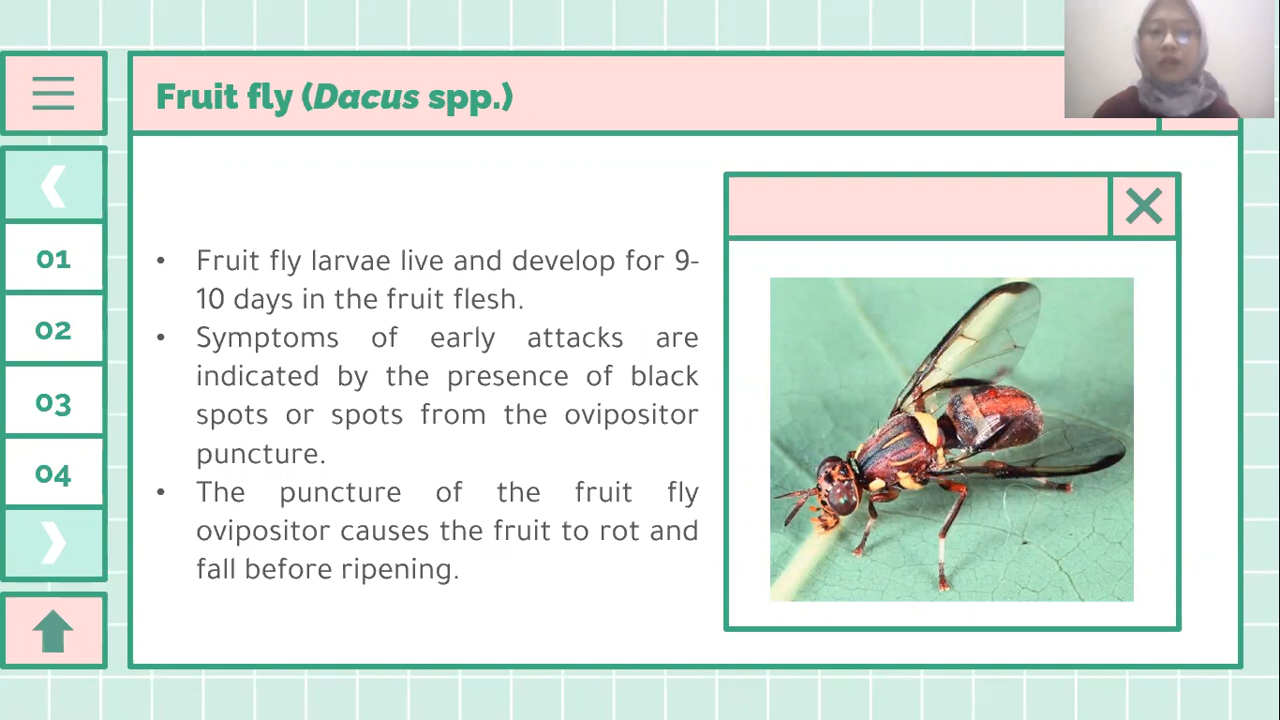 Fruit fly (Dacus spp.)
01
02
03
04
• Fruit fly larvae live and develop for 9-
10 days in the fruit flesh.
• Symptoms of early attacks are
indicated by the presence of black
spots or spots from the ovipositor
puncture.
• The puncture of the fruit fly
ovipositor causes the fruit to rot and
fall before ripening.